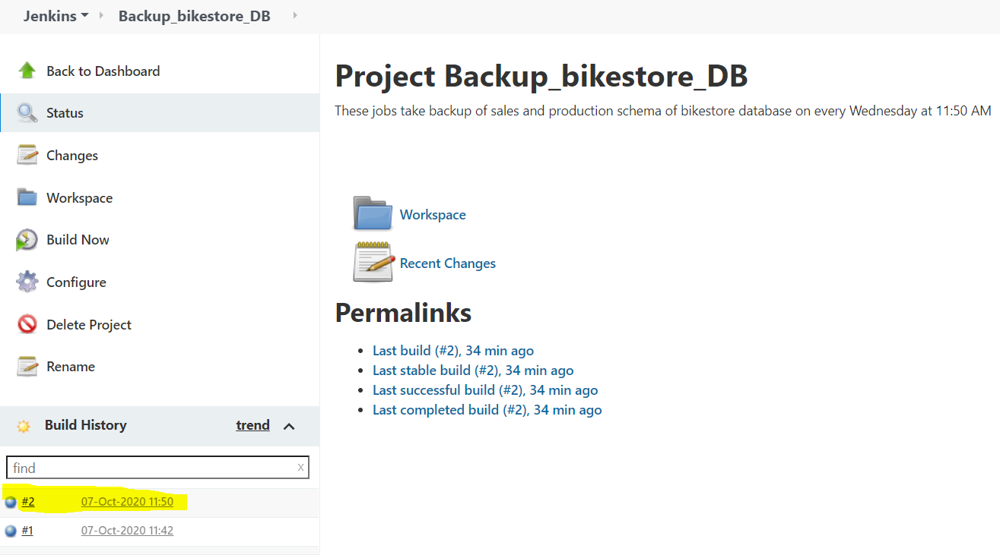 Jenkins Backup_bikestore_DB
Back to Dashboard
Status
Changes
Workspace
Build Now
Configure
Delete Project
Rename
Build History trend
find x
#2 07-Oct-2020 11:50
#1 07-Oct-2020 11:42
Project Backup_bikestore_DB
These jobs take backup of sales and production schema of bikestore database on every Wednesday at 11:50 AM
Workspace
Recent Changes
Permalinks
Last build (#2), 34 min ago
Last stable build (#2), 34 min ago
Last successful build (#2), 34 min ago
Last completed build (#2), 34 min ago